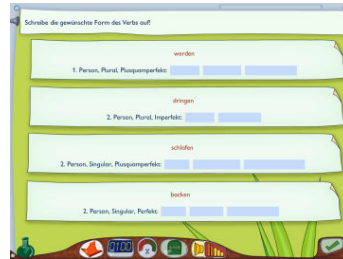 Schreibe die gewünschte Form des Verbs auf!
werden
1. Person, Plural, Plusquamperfekt:
dringen
2. Person, Plural, Imperfekt:
schlafen
2. Person, Singular, Plusquamperfekt:
backen
2. Person, Singular, Perfekt:
0100